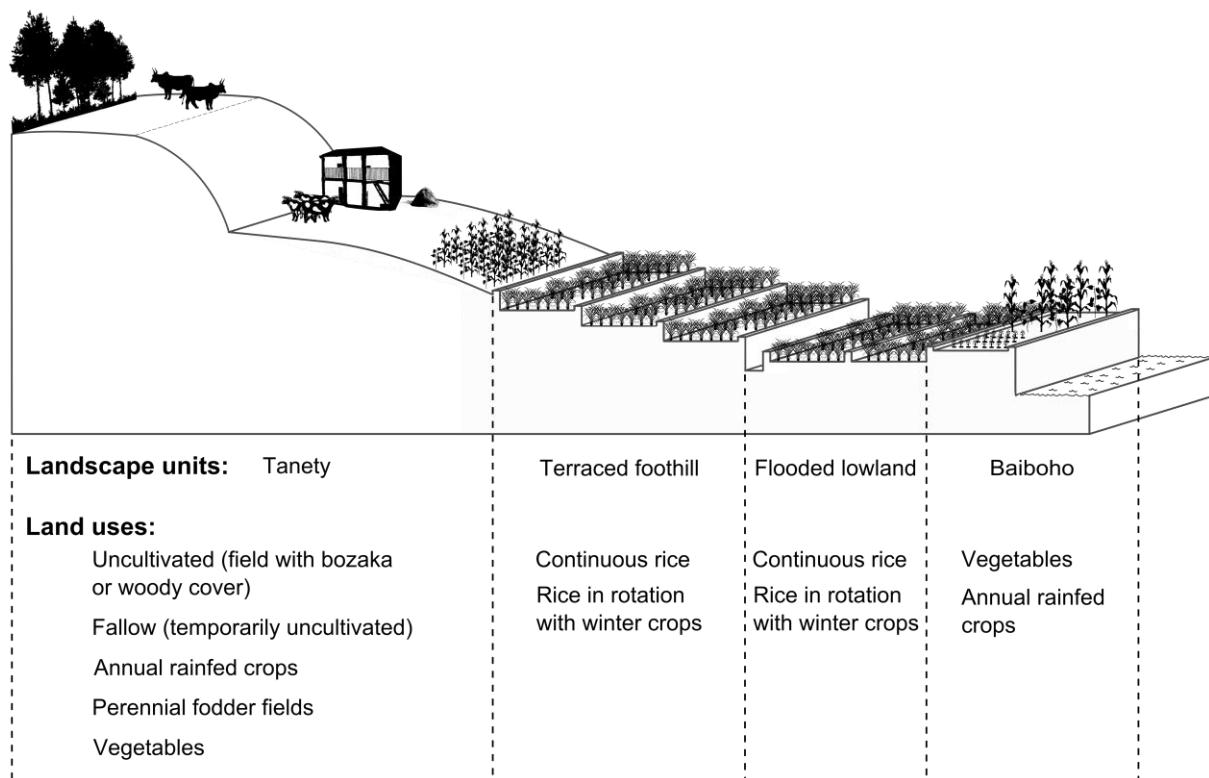 Landscape units: Tanety
Terraced foothill
Flooded lowland
Baiboho
Land uses:
Uncultivated (field with bozaka
or woody cover)
Fallow (temporarily uncultivated)
Annual rainfed crops
Perennial fodder fields
Vegetables
Continuous rice
Rice in rotation
with winter crops
Continuous rice
Rice in rotation
with winter crops
Vegetables
Annual rainfed
crops